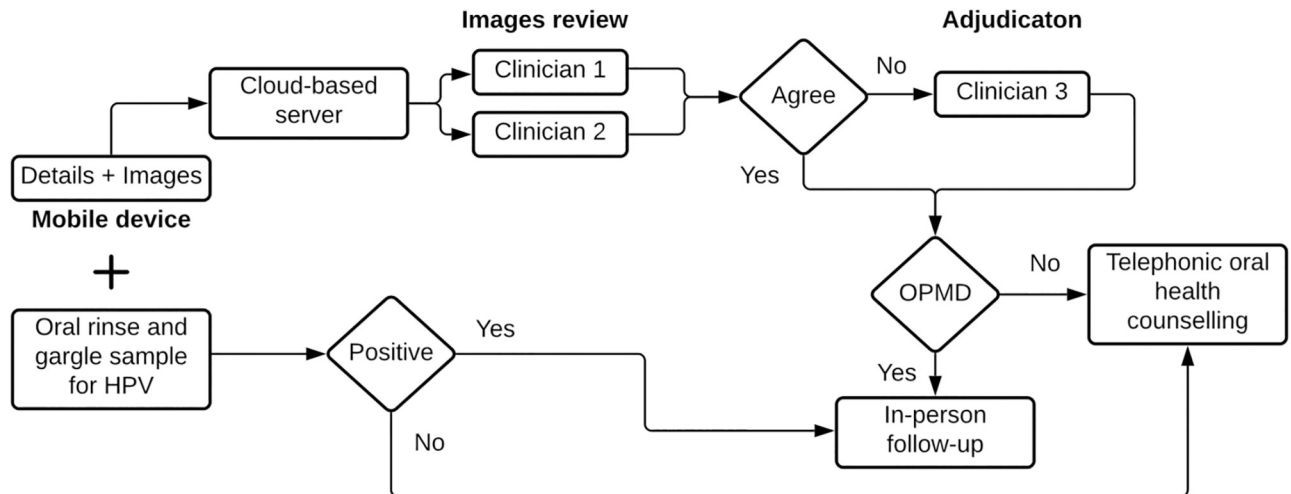 Images review
Adjudicaton
Cloud-based
server
Clinician 1
Clinician 2
Agree
No
Clinician 3
Yes
Details + Images
Mobile device
+
Oral rinse and
gargle sample
for HPV
Positive
Yes
No
OPMD
No
Telephonic oral
health
counselling
Yes
In-person
follow-up